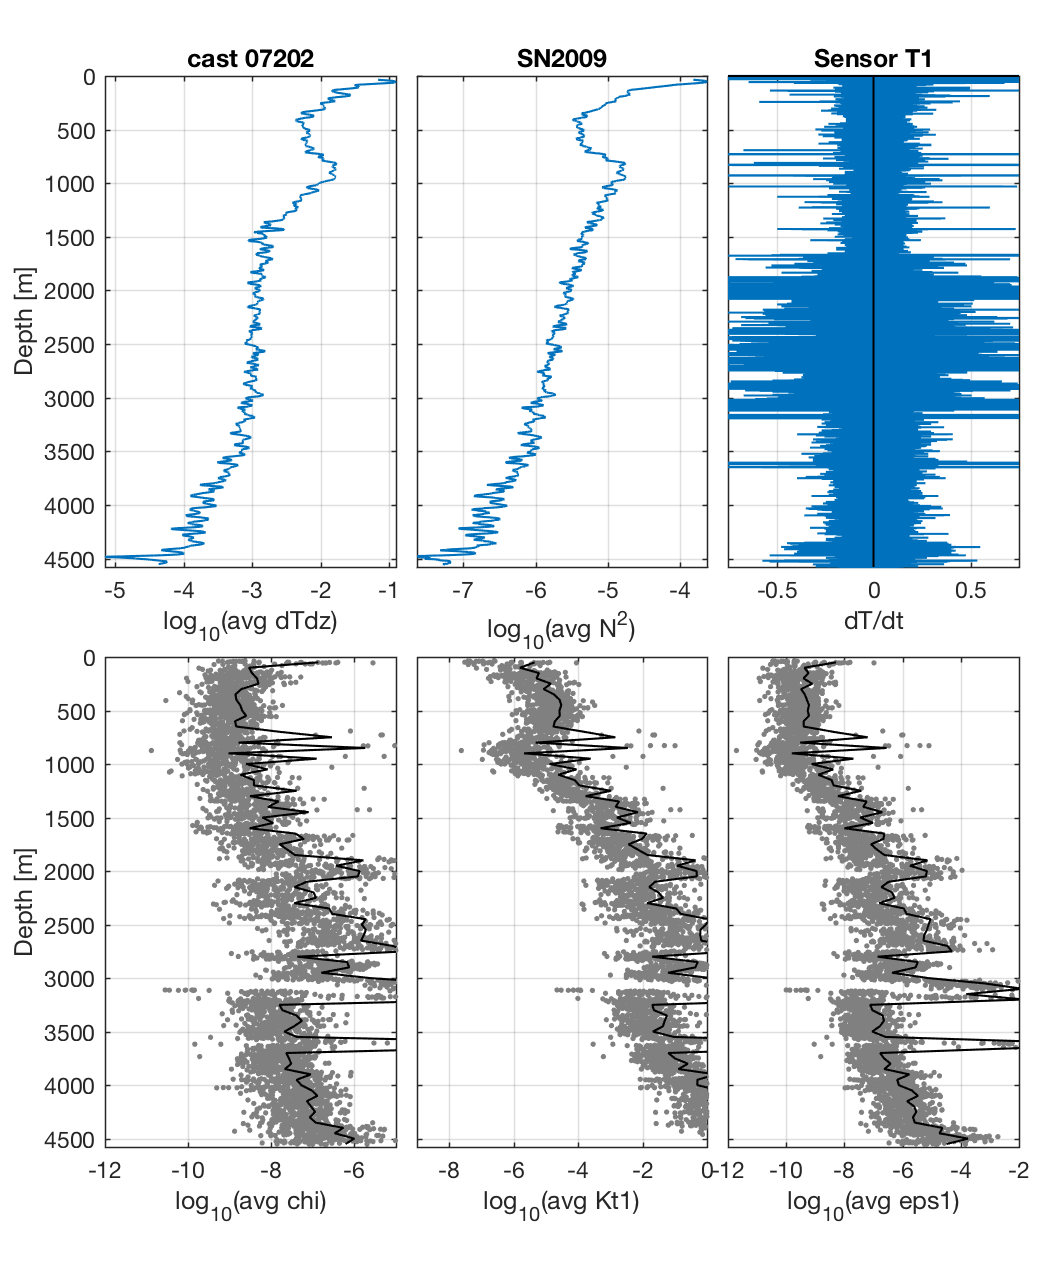 cast 07202 SN2009 Sensor T1
0
500
1000
1500
2000
2500
3000
3500
4000
4500
Depth [m]
-5 -4 -3 -2 -1 -7 -6 -5 -4 -0.5 0 0.5
log10(avg dTdz) log10(avg N2) dT/dt
0
500
1000
1500
2000
2500
3000
3500
4000
4500
Depth [m]
-12 -10 -8 -6 -8 -6 -4 -2 0 -12 -10 -8 -6 -4 -2
log10(avg chi) log10(avg Kt1) log10(avg eps1)